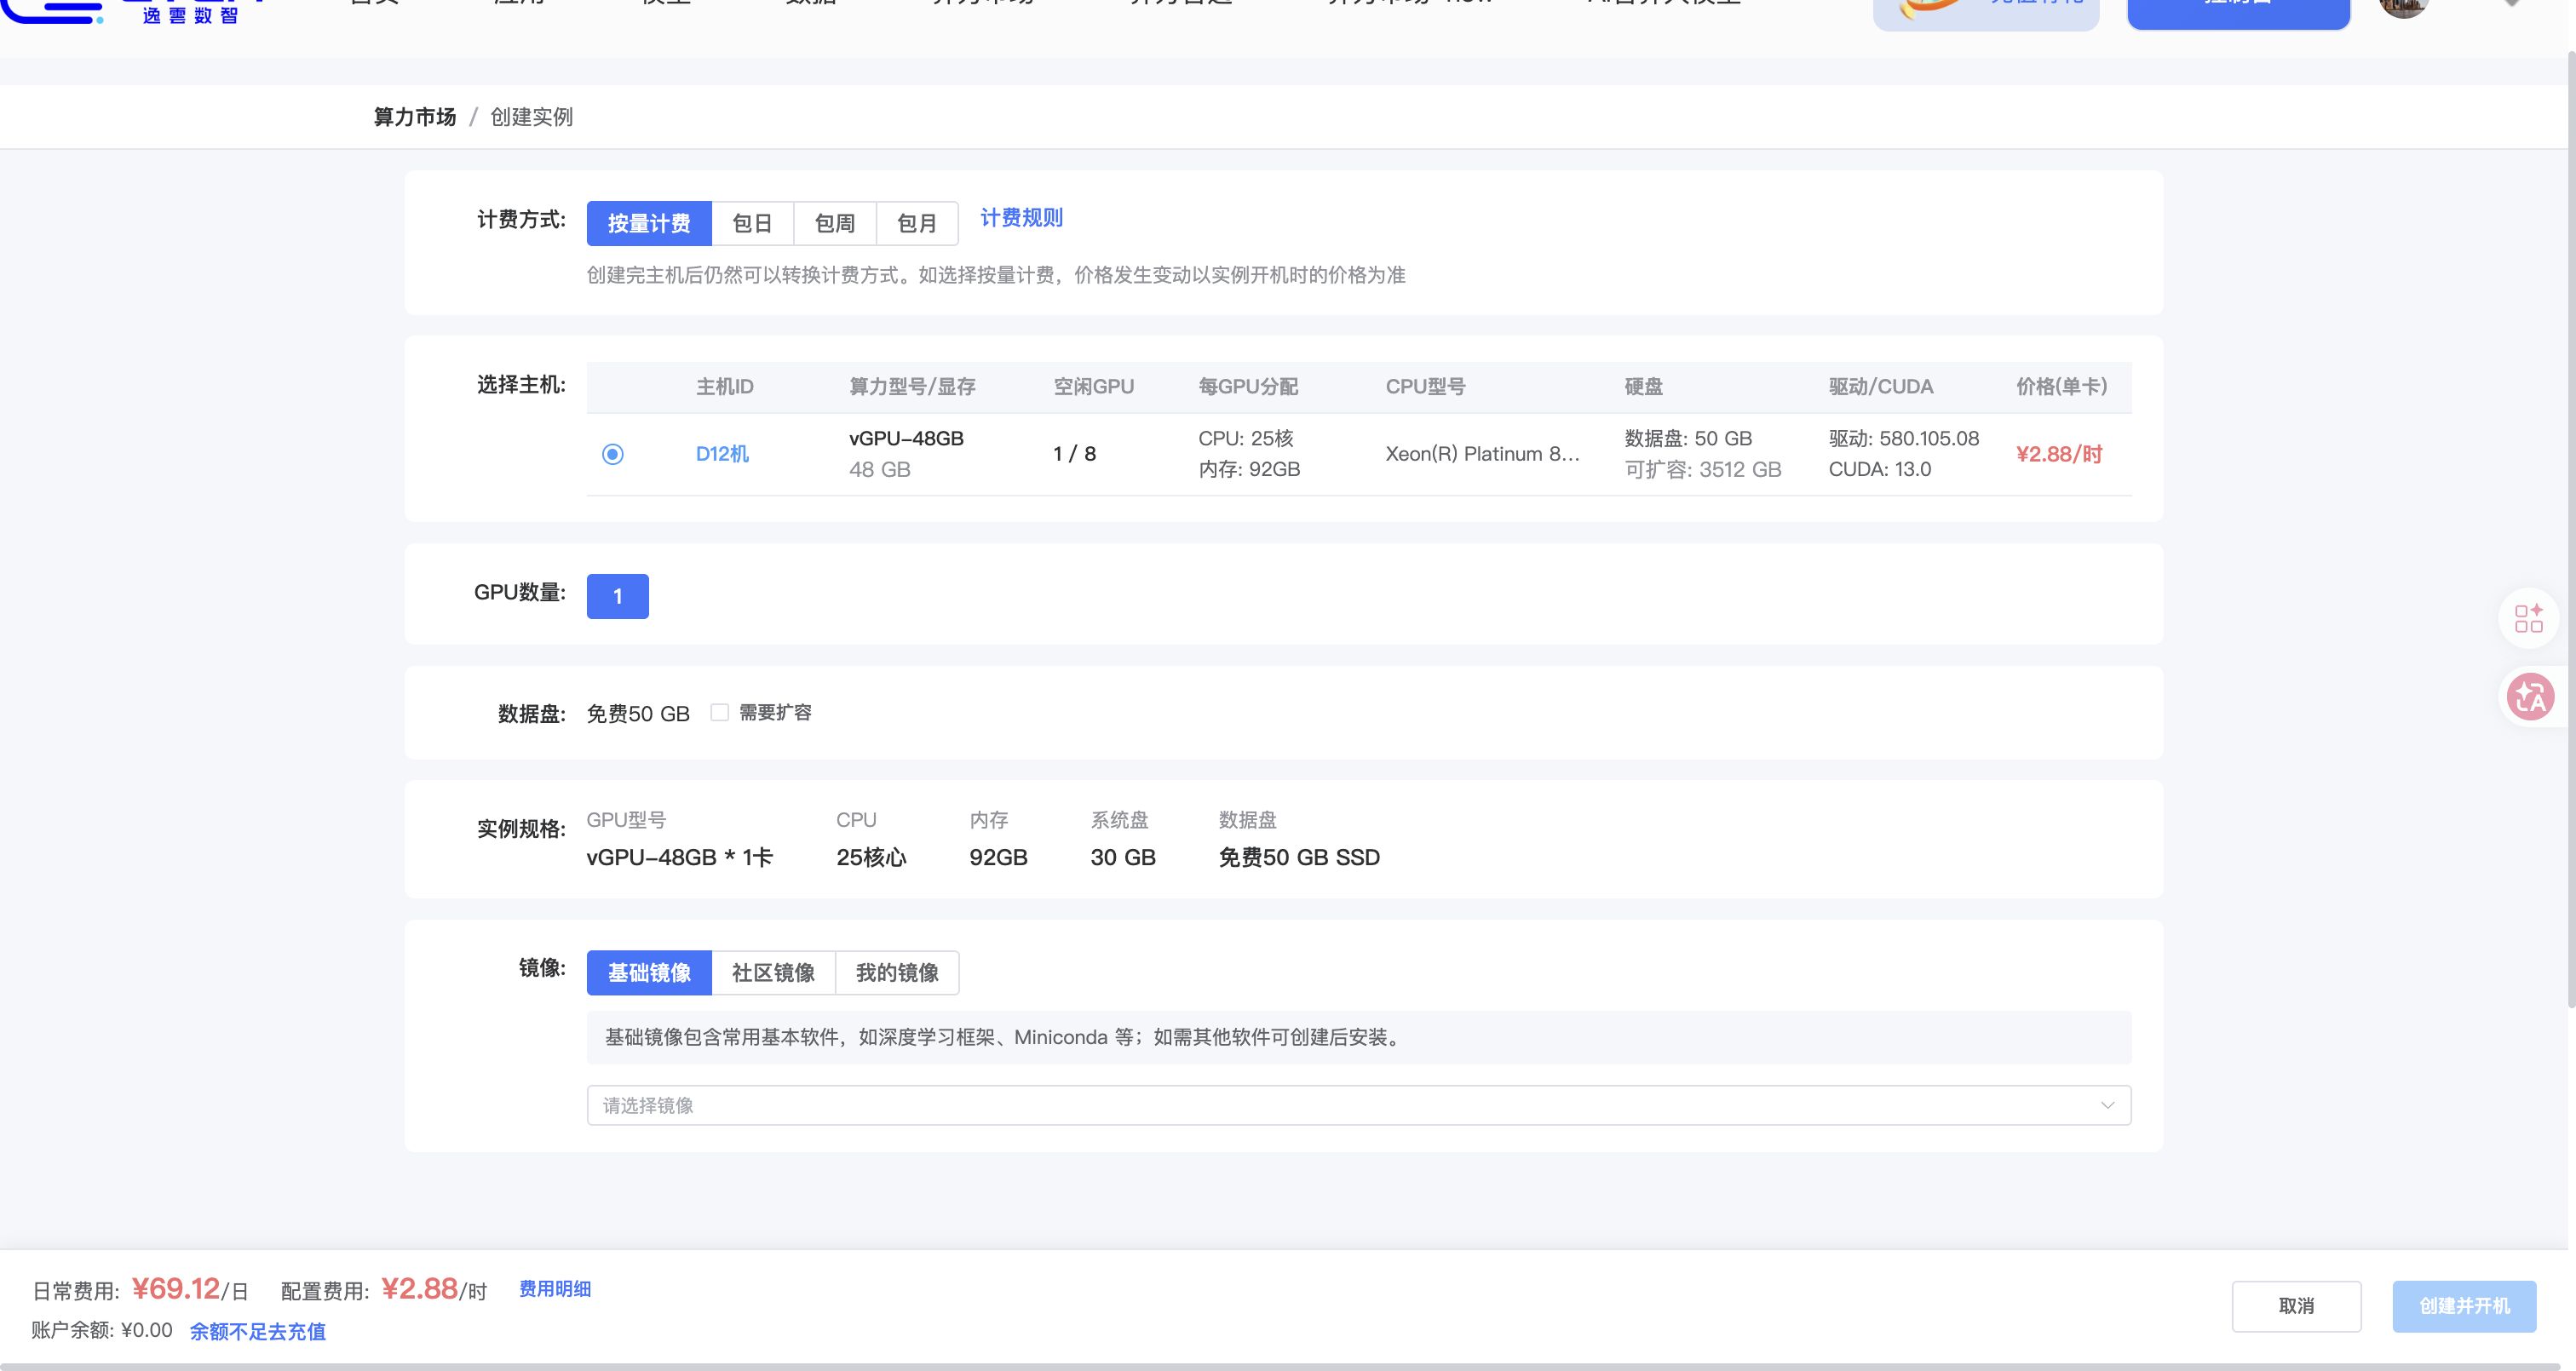 逸雲数智
算力市场 / 创建实例
计费方式: 按量计费 包日 包周 包月 计费规则
创建完主机后仍然可以转换计费方式。如选择按量计费，价格发生变动以实例开机时的价格为准
选择主机: 主机ID 算力型号/显存 空闲GPU 每GPU分配 CPU型号 硬盘 驱动/CUDA 价格(单卡)
D12机 vGPU-48GB 1 / 8 CPU: 25核 Xeon(R) Platinum 8... 数据盘: 50 GB 驱动: 580.105.08 ¥2.88/时
48 GB 内存: 92GB 可扩容: 3512 GB CUDA: 13.0
GPU数量: 1
数据盘: 免费50 GB 需要扩容
实例规格: GPU型号 CPU 内存 系统盘 数据盘
vGPU-48GB * 1卡 25核心 92GB 30 GB 免费50 GB SSD
镜像: 基础镜像 社区镜像 我的镜像
基础镜像包含常用基本软件，如深度学习框架、Miniconda 等；如需其他软件可创建后安装。
请选择镜像
日常费用: ¥69.12/日 配置费用: ¥2.88/时 费用明细
账户余额: ¥0.00 余额不足去充值
取消 创建并开机